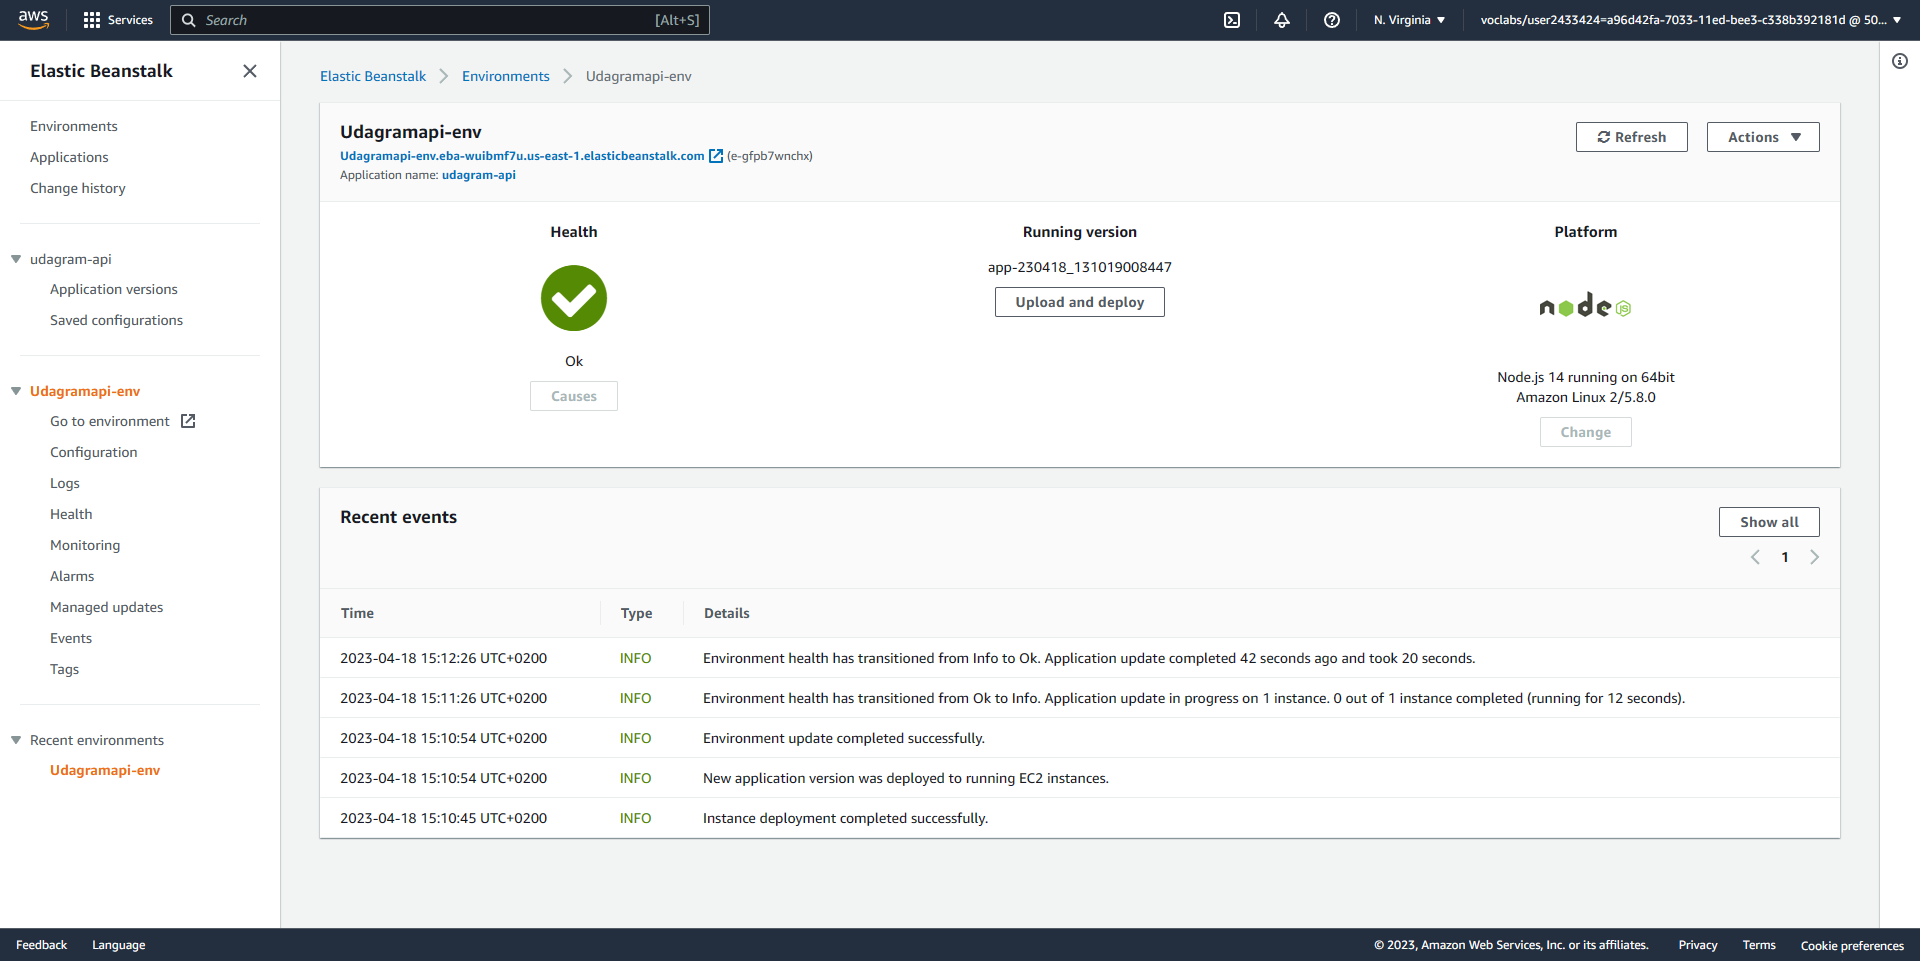 aws
Services
Search
[Alt+S]
N. Virginia
voclabs/user2433424=a96d42fa-7033-11ed-bee3-c338b392181d @ 50...
Elastic Beanstalk
Environments
Applications
Change history
udagram-api
Application versions
Saved configurations
Udagramapi-env
Go to environment
Configuration
Logs
Health
Monitoring
Alarms
Managed updates
Events
Tags
Recent environments
Udagramapi-env
Elastic Beanstalk > Environments > Udagramapi-env
Udagramapi-env
Udagramapi-env.eba-wuibmf7u.us-east-1.elasticbeanstalk.com (e-gfpb7wnchx)
Application name: udagram-api
Refresh
Actions
Health
Ok
Causes
Running version
app-230418_131019008447
Upload and deploy
Platform
node JS
Node.js 14 running on 64bit
Amazon Linux 2/5.8.0
Change
Recent events
Show all
1
Time Type Details
2023-04-18 15:12:26 UTC+0200 INFO Environment health has transitioned from Info to Ok. Application update completed 42 seconds ago and took 20 seconds.
2023-04-18 15:11:26 UTC+0200 INFO Environment health has transitioned from Ok to Info. Application update in progress on 1 instance. 0 out of 1 instance completed (running for 12 seconds).
2023-04-18 15:10:54 UTC+0200 INFO Environment update completed successfully.
2023-04-18 15:10:54 UTC+0200 INFO New application version was deployed to running EC2 instances.
2023-04-18 15:10:45 UTC+0200 INFO Instance deployment completed successfully.
Feedback
Language
© 2023, Amazon Web Services, Inc. or its affiliates.
Privacy
Terms
Cookie preferences